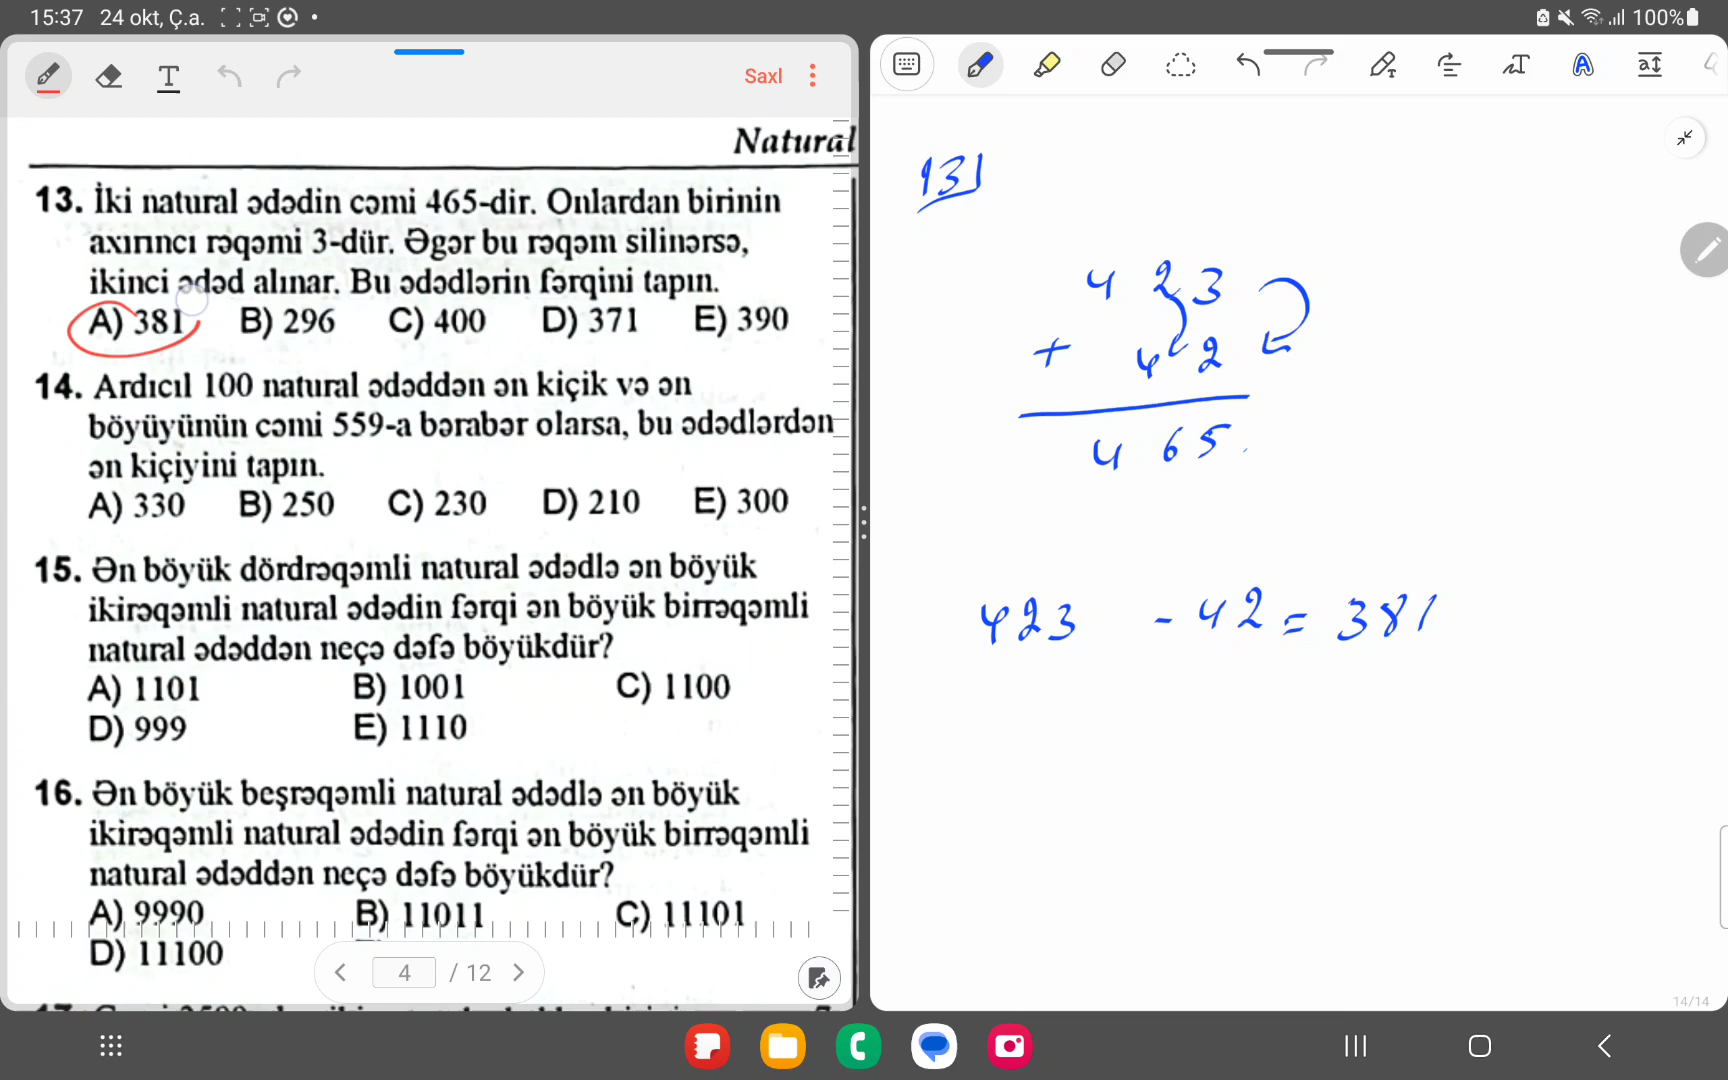 15:37 24 okt, Ç.a.
100%
Saxl
Natural
13. İki natural ədədin cəmi 465-dir. Onlardan birinin
axırıncı rəqəmi 3-dür. Əgər bu rəqəm silinərsə,
ikinci ədəd alınar. Bu ədədlərin fərqini tapın.
A) 381 B) 296 C) 400 D) 371 E) 390
14. Ardıcıl 100 natural ədəddən ən kiçik və ən
böyüyünün cəmi 559-a bərabər olarsa, bu ədədlərdən
ən kiçiyini tapın.
A) 330 B) 250 C) 230 D) 210 E) 300
15. Ən böyük dördrəqəmli natural ədədlə ən böyük
ikirəqəmli natural ədədin fərqi ən böyük birrəqəmli
natural ədəddən neçə dəfə böyükdür?
A) 1101 B) 1001 C) 1100
D) 999 E) 1110
16. Ən böyük beşrəqəmli natural ədədlə ən böyük
ikirəqəmli natural ədədin fərqi ən böyük birrəqəmli
natural ədəddən neçə dəfə böyükdür?
A) 9990 B) 11011 C) 11101
D) 11100
4 / 12
13)
423
+ 42
465
423 - 42 = 381
14/14